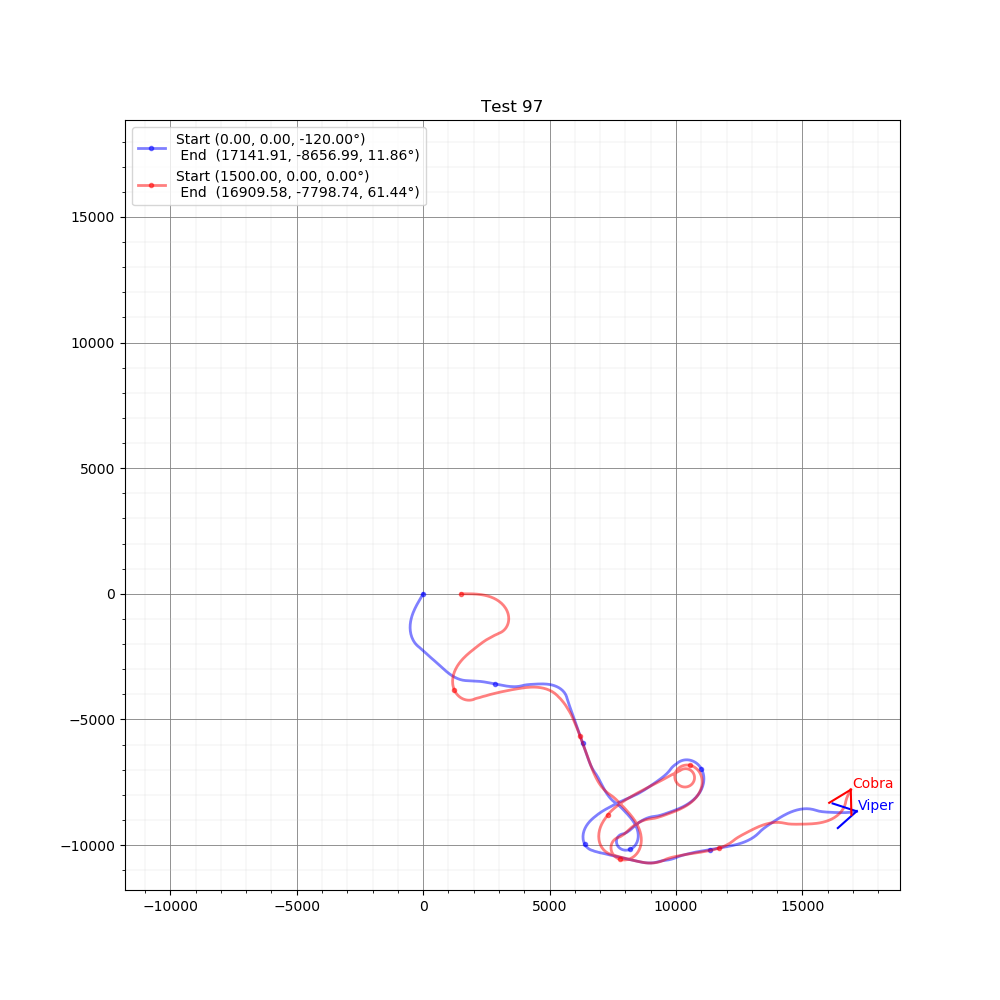 Test 97
Start (0.00, 0.00, -120.00°)
End (17141.91, -8656.99, 11.86°)
Start (1500.00, 0.00, 0.00°)
End (16909.58, -7798.74, 61.44°)
15000
10000
5000
0
−5000
−10000
Cobra
Viper
−10000
−5000
0
5000
10000
15000